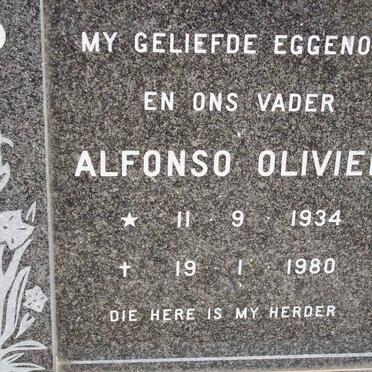 MY GELIEFDE EGGENO
EN ONS VADER
ALFONSO OLIVIE
★ 11 · 9 · 1934
† 19 · 1 · 1980
DIE HERE IS MY HERDER